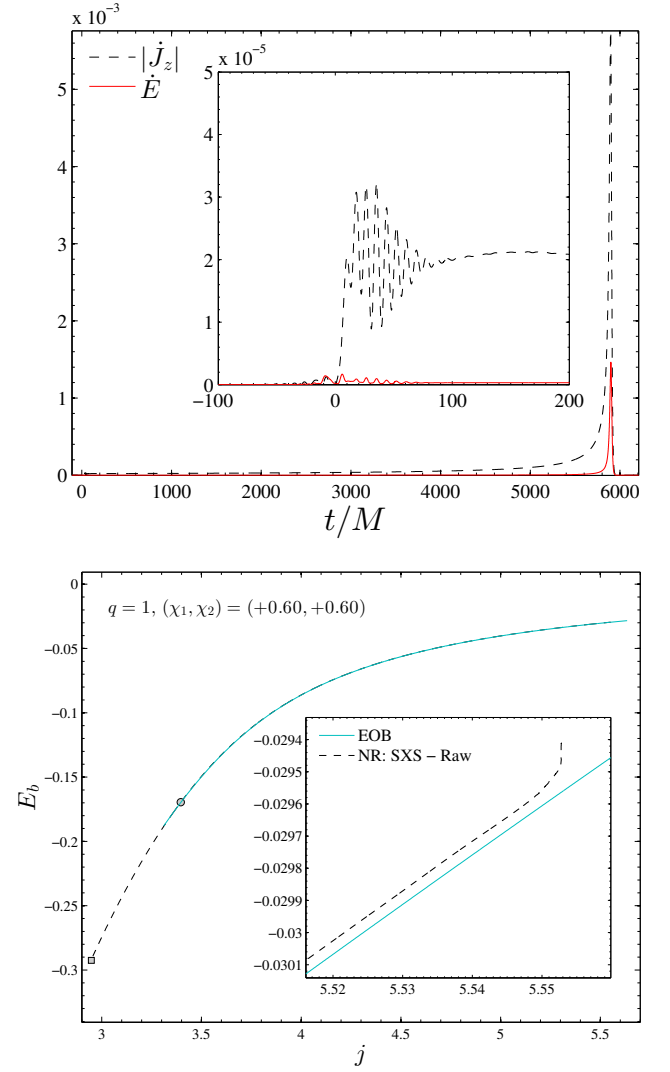 x 10⁻³
|J̇_z|
Ė
x 10⁻⁵
5
4
3
2
1
0
−100 0 100 200
5
4
3
2
1
0
0 1000 2000 3000 4000 5000 6000
t/M
0
−0.05
−0.1
−0.15
−0.2
−0.25
−0.3
E_b
q = 1, (χ₁, χ₂) = (+0.60, +0.60)
EOB
NR: SXS − Raw
−0.0294
−0.0295
−0.0296
−0.0297
−0.0298
−0.0299
−0.03
−0.0301
5.52 5.53 5.54 5.55
3 3.5 4 4.5 5 5.5
j